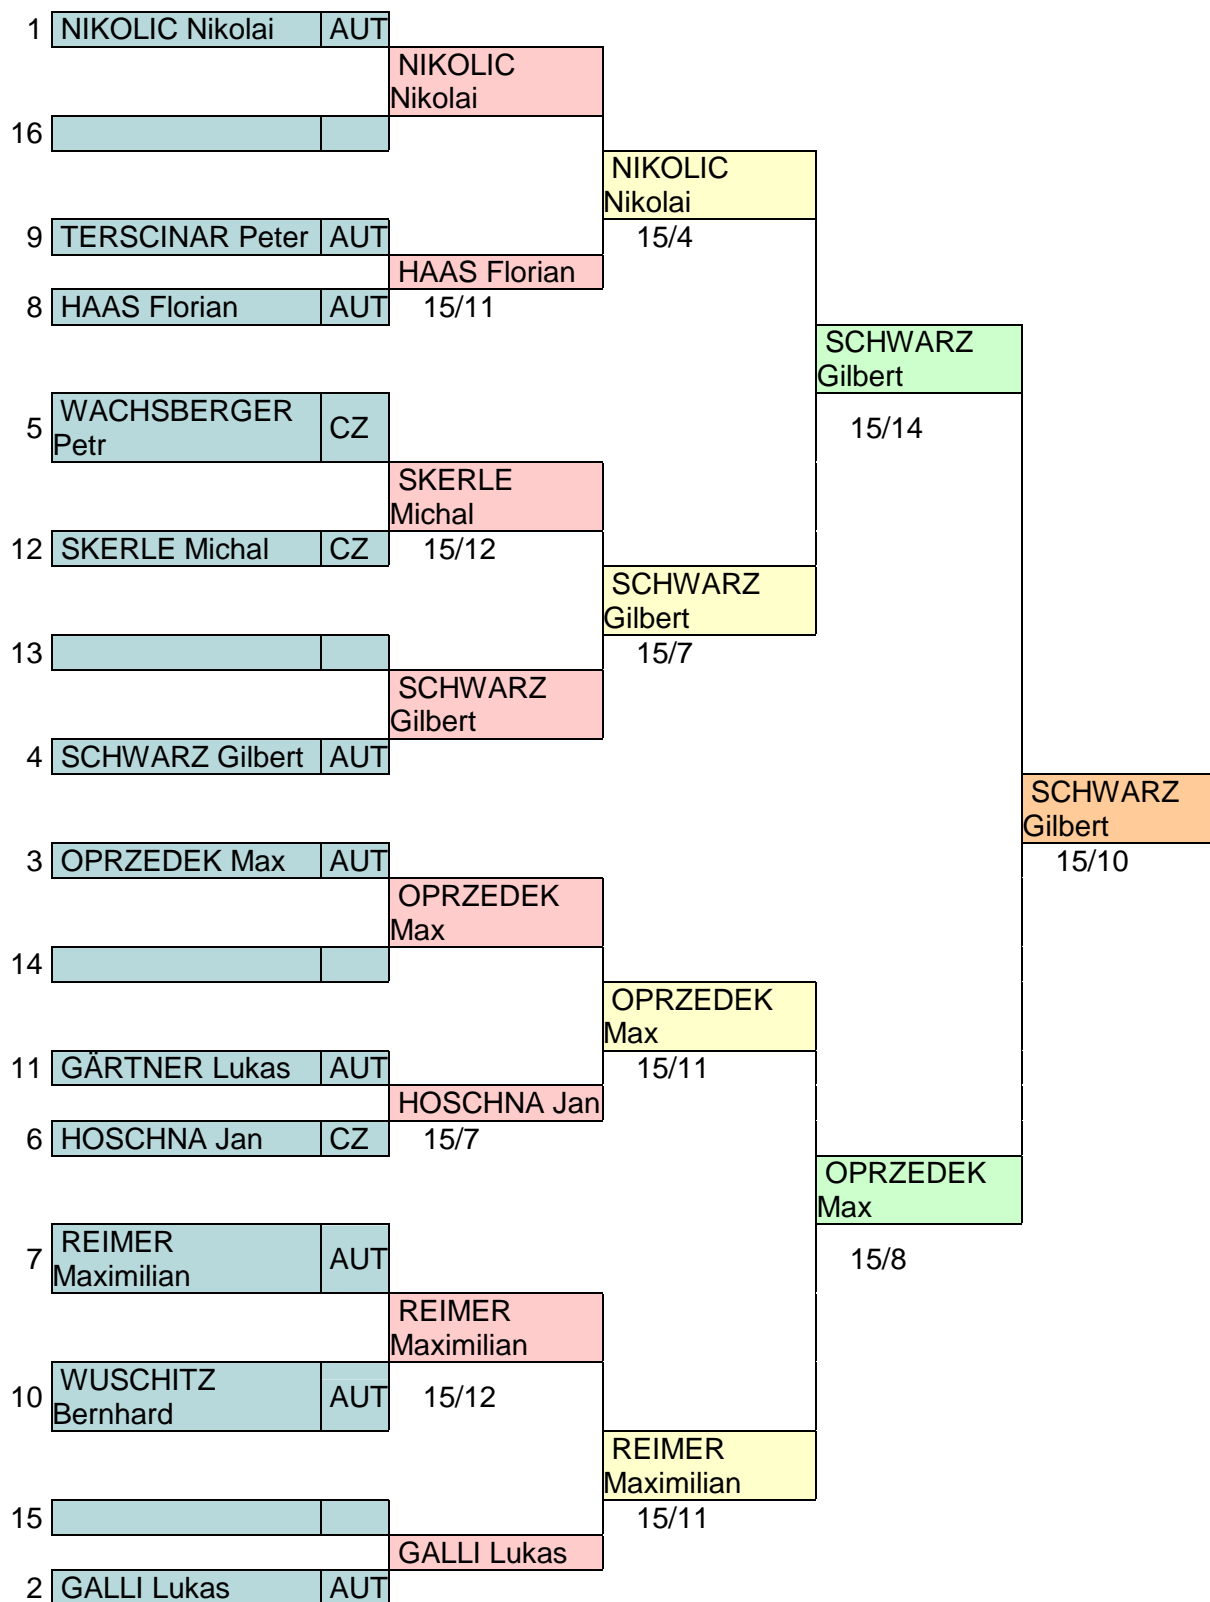 1 NIKOLIC Nikolai AUT
NIKOLIC
Nikolai
16
NIKOLIC
Nikolai
9 TERSCINAR Peter AUT 15/4
HAAS Florian
8 HAAS Florian AUT 15/11
SCHWARZ
Gilbert
5 WACHSBERGER
Petr CZ 15/14
SKERLE
Michal
12 SKERLE Michal CZ 15/12
SCHWARZ
Gilbert
13 15/7
SCHWARZ
Gilbert
4 SCHWARZ Gilbert AUT
SCHWARZ
Gilbert
3 OPRZEDEK Max AUT 15/10
OPRZEDEK
Max
14
OPRZEDEK
Max
11 GÄRTNER Lukas AUT 15/11
HOSCHNA Jan
6 HOSCHNA Jan CZ 15/7
OPRZEDEK
Max
7 REIMER
Maximilian AUT 15/8
REIMER
Maximilian
10 WUSCHITZ
Bernhard AUT 15/12
REIMER
Maximilian
15 15/11
GALLI Lukas
2 GALLI Lukas AUT